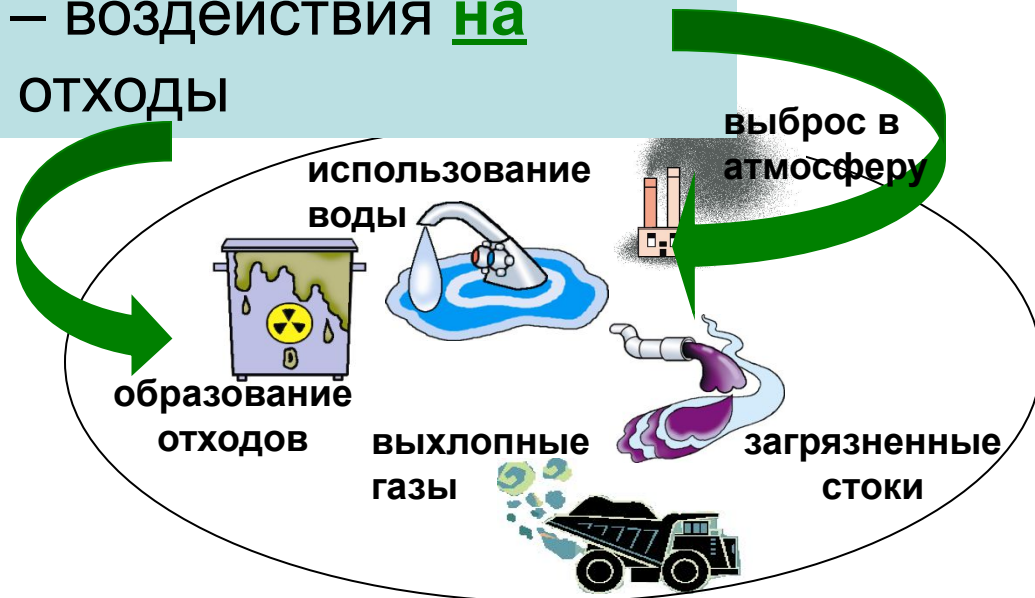 – воздействия на
отходы
выброс в
атмосферу
использование
воды
образование
отходов
выхлопные
газы
загрязненные
стоки